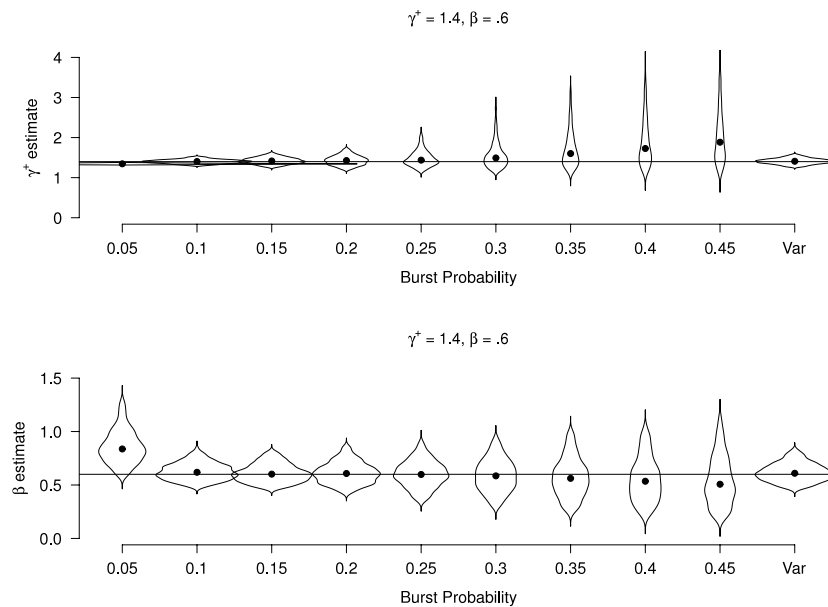 γ⁺ = 1.4, β = .6
γ⁺ estimate
4
3
2
1
0
0.05 0.1 0.15 0.2 0.25 0.3 0.35 0.4 0.45 Var
Burst Probability
γ⁺ = 1.4, β = .6
β estimate
1.5
1.0
0.5
0.0
0.05 0.1 0.15 0.2 0.25 0.3 0.35 0.4 0.45 Var
Burst Probability